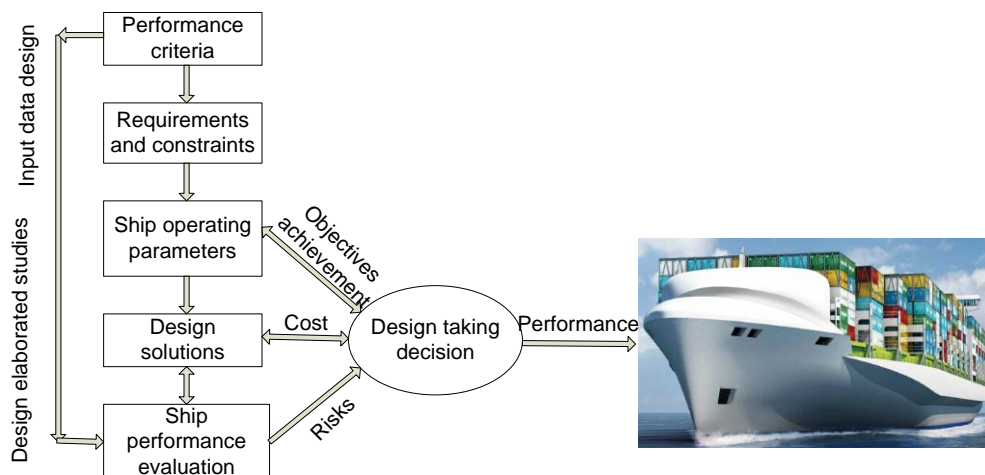 Performance
criteria
Input data design
Requirements
and constraints
Ship operating
parameters
Objectives
achievement
Design elaborated studies
Design
solutions
Cost
Design taking
decision
Performance
Ship
performance
evaluation
Risks